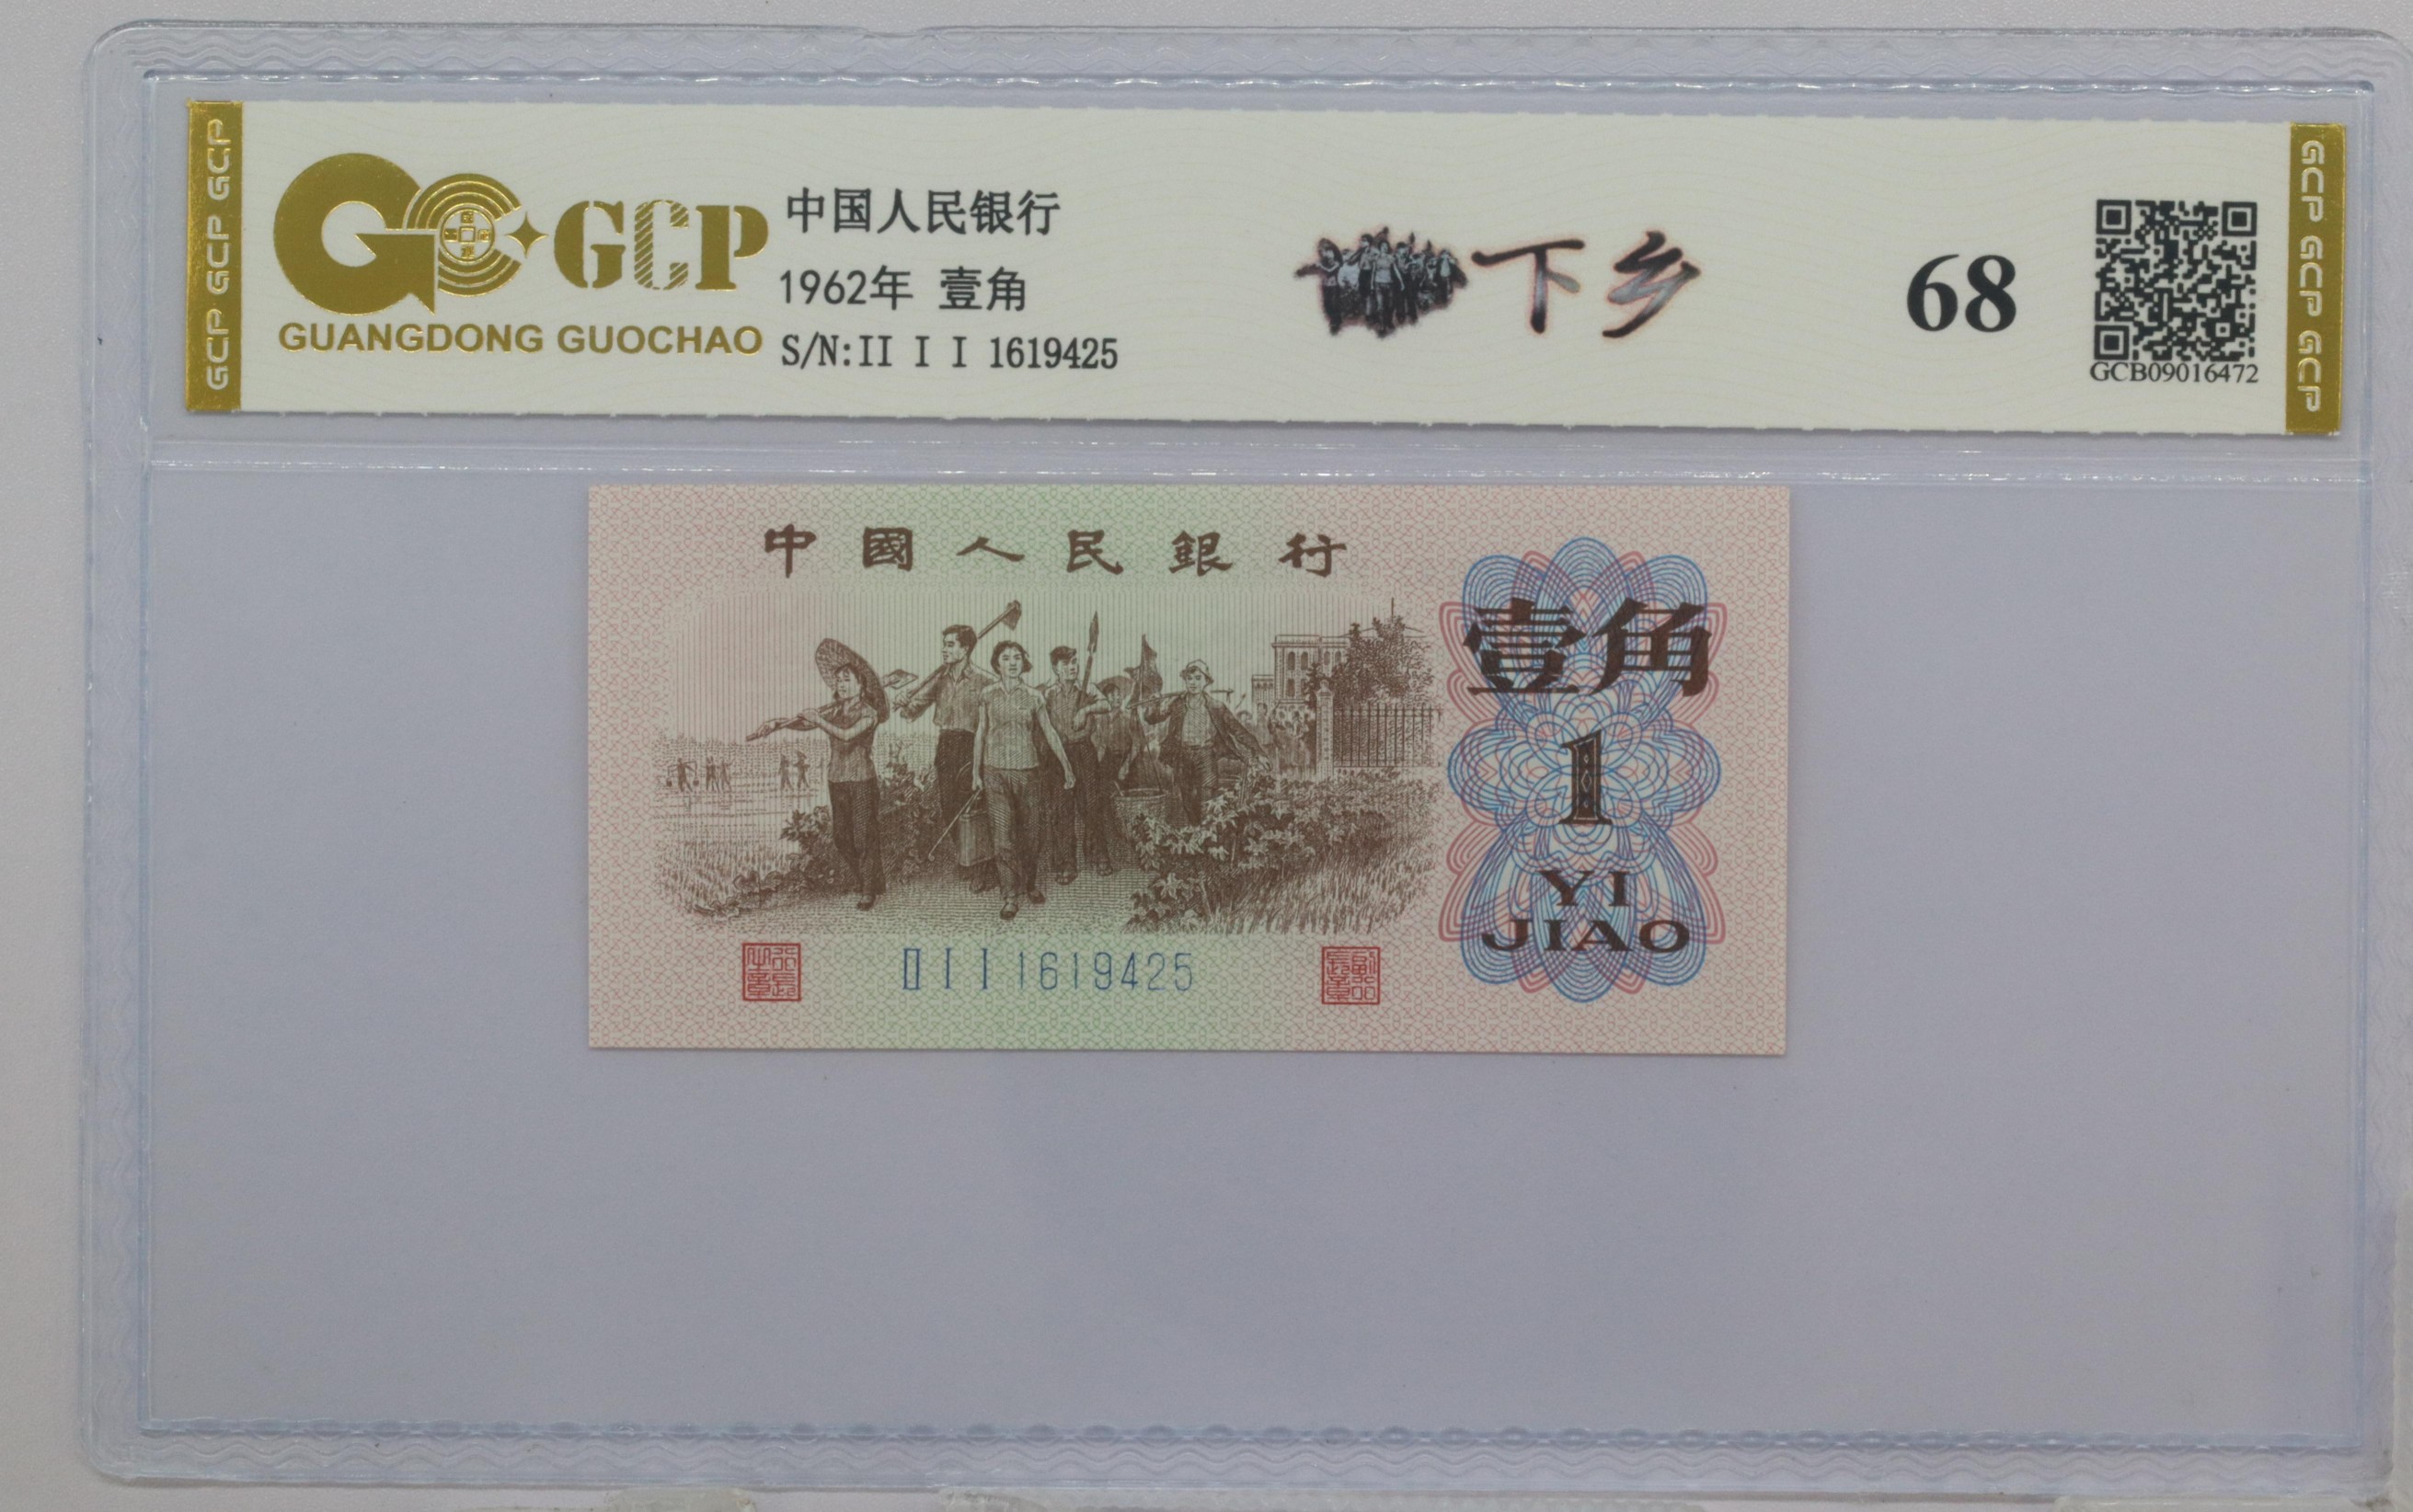 GCP GCP GCP
GCP
GUANGDONG GUOCHAO
中国人民银行
1962年 壹角
S/N:II I I 1619425
下乡
68
GCB09016472
GCP GCP GCP
中國人民銀行
壹角
1
YI
JIAO
II I I 1619425